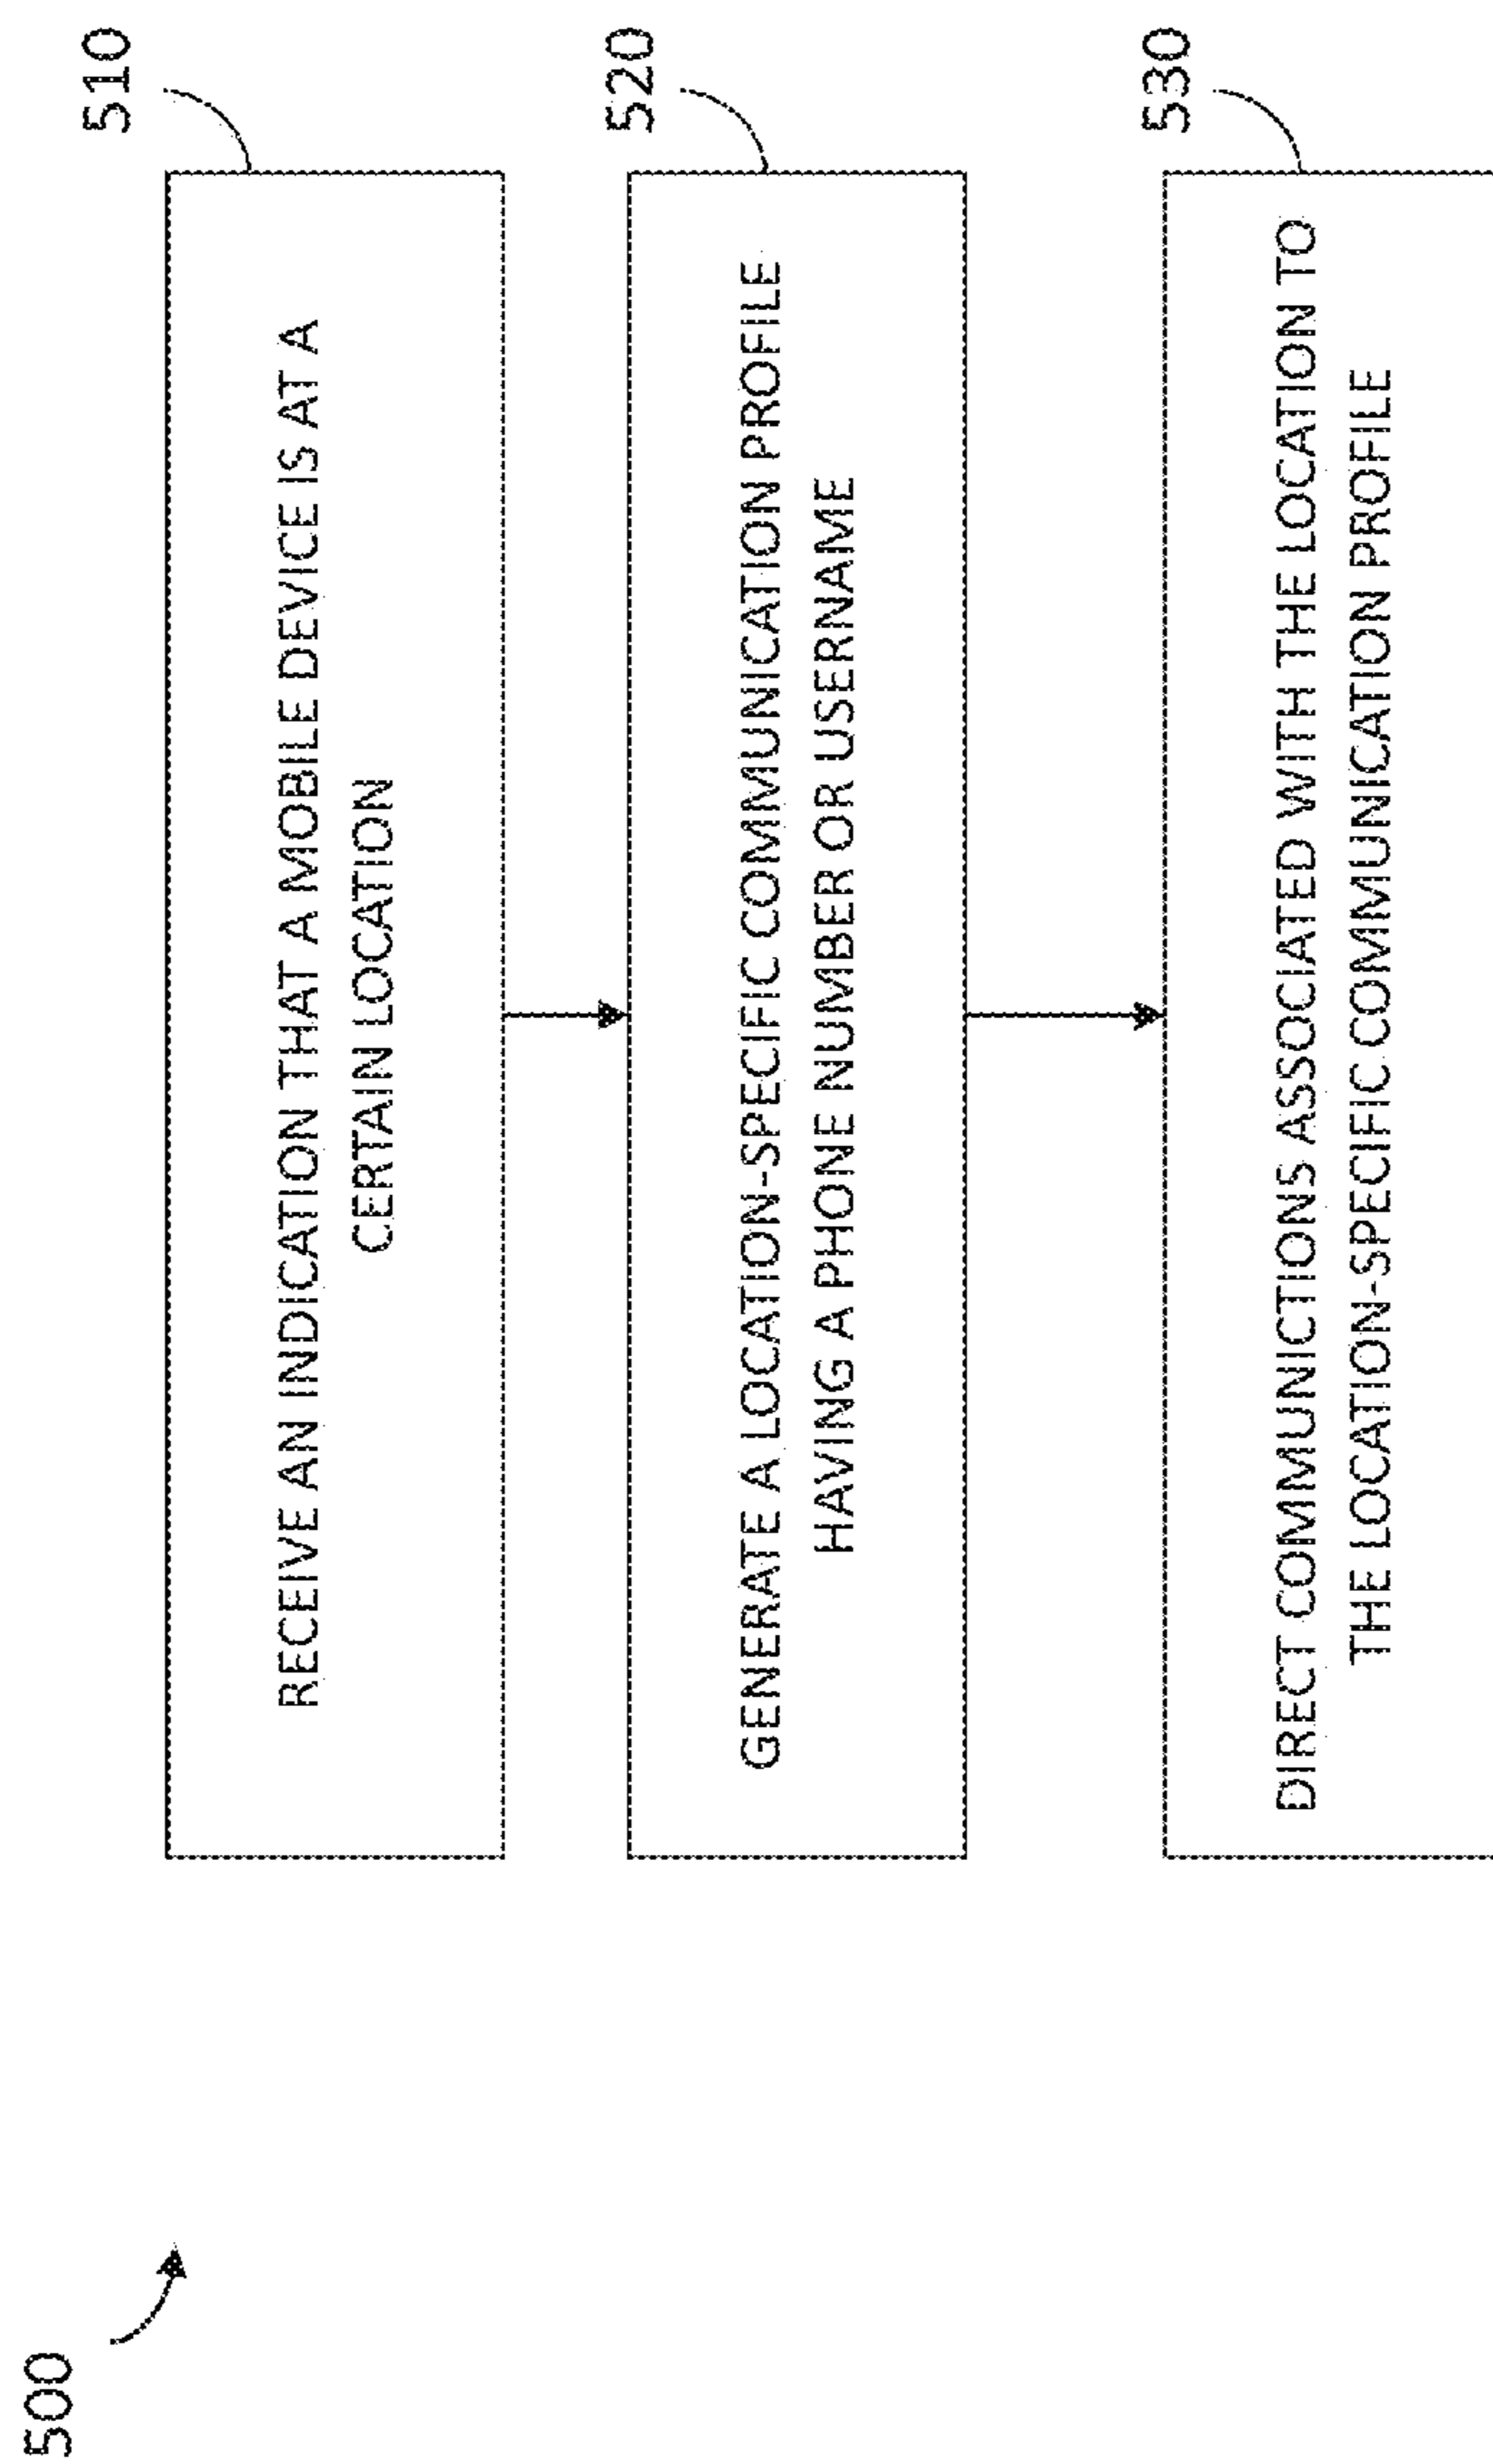 500
510
RECEIVE AN INDICATION THAT A MOBILE DEVICE IS AT A
CERTAIN LOCATION
520
GENERATE A LOCATION-SPECIFIC COMMUNICATION PROFILE
HAVING A PHONE NUMBER OR USERNAME
530
DIRECT COMMUNICTIONS ASSOCIATED WITH THE LOCATION TO
THE LOCATION-SPECIFIC COMMUNICATION PROFILE